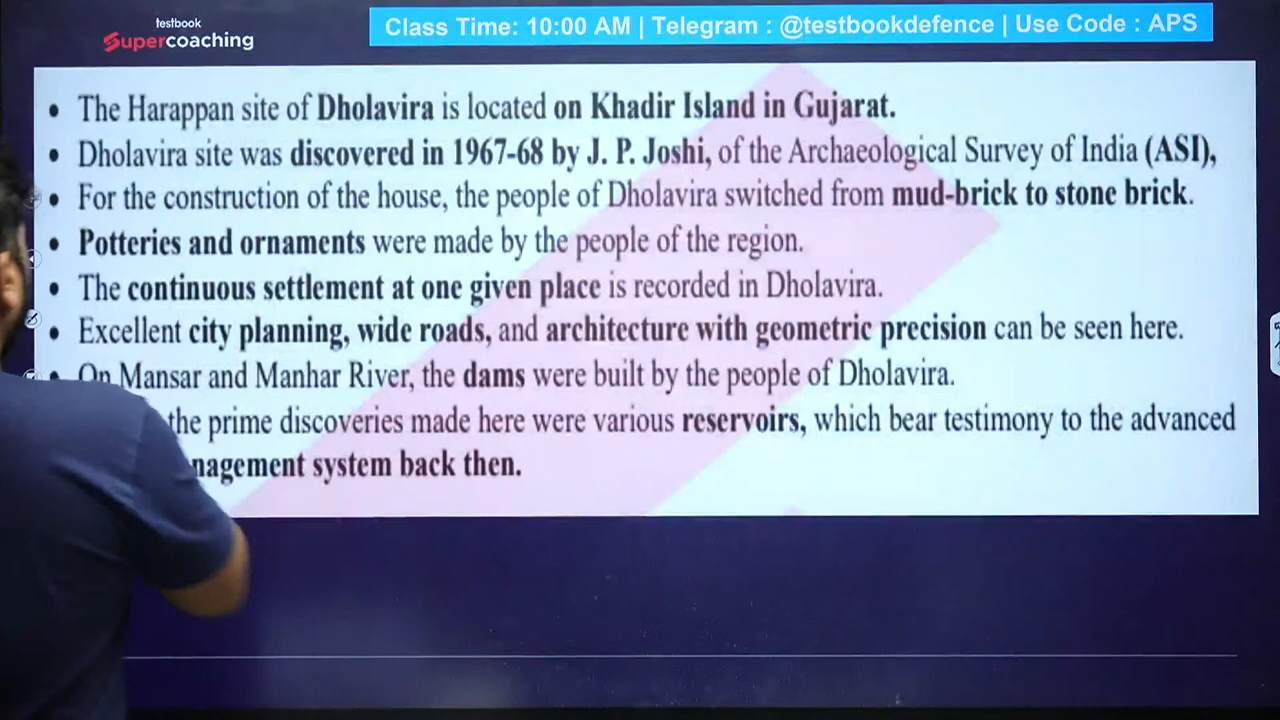 testbook
Supercoaching
Class Time: 10:00 AM | Telegram : @testbookdefence | Use Code : APS
• The Harappan site of Dholavira is located on Khadir Island in Gujarat.
• Dholavira site was discovered in 1967-68 by J. P. Joshi, of the Archaeological Survey of India (ASI),
• For the construction of the house, the people of Dholavira switched from mud-brick to stone brick.
• Potteries and ornaments were made by the people of the region.
• The continuous settlement at one given place is recorded in Dholavira.
• Excellent city planning, wide roads, and architecture with geometric precision can be seen here.
• On Mansar and Manhar River, the dams were built by the people of Dholavira.
the prime discoveries made here were various reservoirs, which bear testimony to the advanced
system back then.